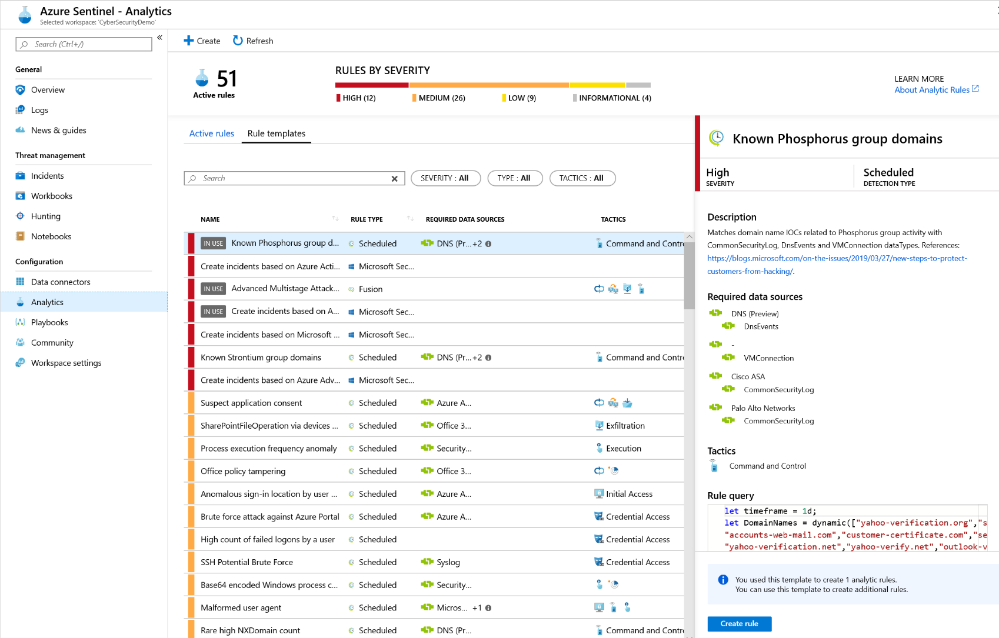 Azure Sentinel - Analytics
Selected workspace: 'CyberSecurityDemo'
Search (Ctrl+/)
«
General
Overview
Logs
News & guides
Threat management
Incidents
Workbooks
Hunting
Notebooks
Configuration
Data connectors
Analytics
Playbooks
Community
Workspace settings
Create Refresh
51
Active rules
RULES BY SEVERITY
HIGH (12) MEDIUM (26) LOW (9) INFORMATIONAL (4)
LEARN MORE
About Analytic Rules
Active rules Rule templates
Search SEVERITY : All TYPE : All TACTICS : All
NAME RULE TYPE REQUIRED DATA SOURCES TACTICS
IN USE Known Phosphorus group d... Scheduled DNS (Pr... +2 Command and Contro
Create incidents based on Azure Acti... Microsoft Sec...
IN USE Advanced Multistage Attack... Fusion
IN USE Create incidents based on A... Microsoft Sec...
Create incidents based on Microsoft ... Microsoft Sec...
Known Strontium group domains Scheduled DNS (Pr... +2 Command and Contro
Create incidents based on Azure Adv... Microsoft Sec...
Suspect application consent Scheduled Azure A...
SharePointFileOperation via devices ... Scheduled Office 3... Exfiltration
Process execution frequency anomaly Scheduled Security... Execution
Office policy tampering Scheduled Office 3...
Anomalous sign-in location by user ... Scheduled Azure A... Initial Access
Brute force attack against Azure Portal Scheduled Azure A... Credential Access
High count of failed logons by a user Scheduled Credential Access
SSH Potential Brute Force Scheduled Syslog Credential Access
Base64 encoded Windows process c... Scheduled Security...
Malformed user agent Scheduled Micros... +1
Rare high NXDomain count Scheduled DNS (Pr... Command and Contro
Known Phosphorus group domains
High Scheduled
SEVERITY DETECTION TYPE
Description
Matches domain name IOCs related to Phosphorus group activity with
CommonSecurityLog, DnsEvents and VMConnection dataTypes. References:
https://blogs.microsoft.com/on-the-issues/2019/03/27/new-steps-to-protect-
customers-from-hacking/.
Required data sources
DNS (Preview)
DnsEvents
-
VMConnection
Cisco ASA
CommonSecurityLog
Palo Alto Networks
CommonSecurityLog
Tactics
Command and Control
Rule query
let timeframe = 1d;
let DomainNames = dynamic(["yahoo-verification.org","s
"accounts-web-mail.com","customer-certificate.com","se
"yahoo-verification.net","yahoo-verify.net","outlook-v
You used this template to create 1 analytic rules.
You can use this template to create additional rules.
Create rule